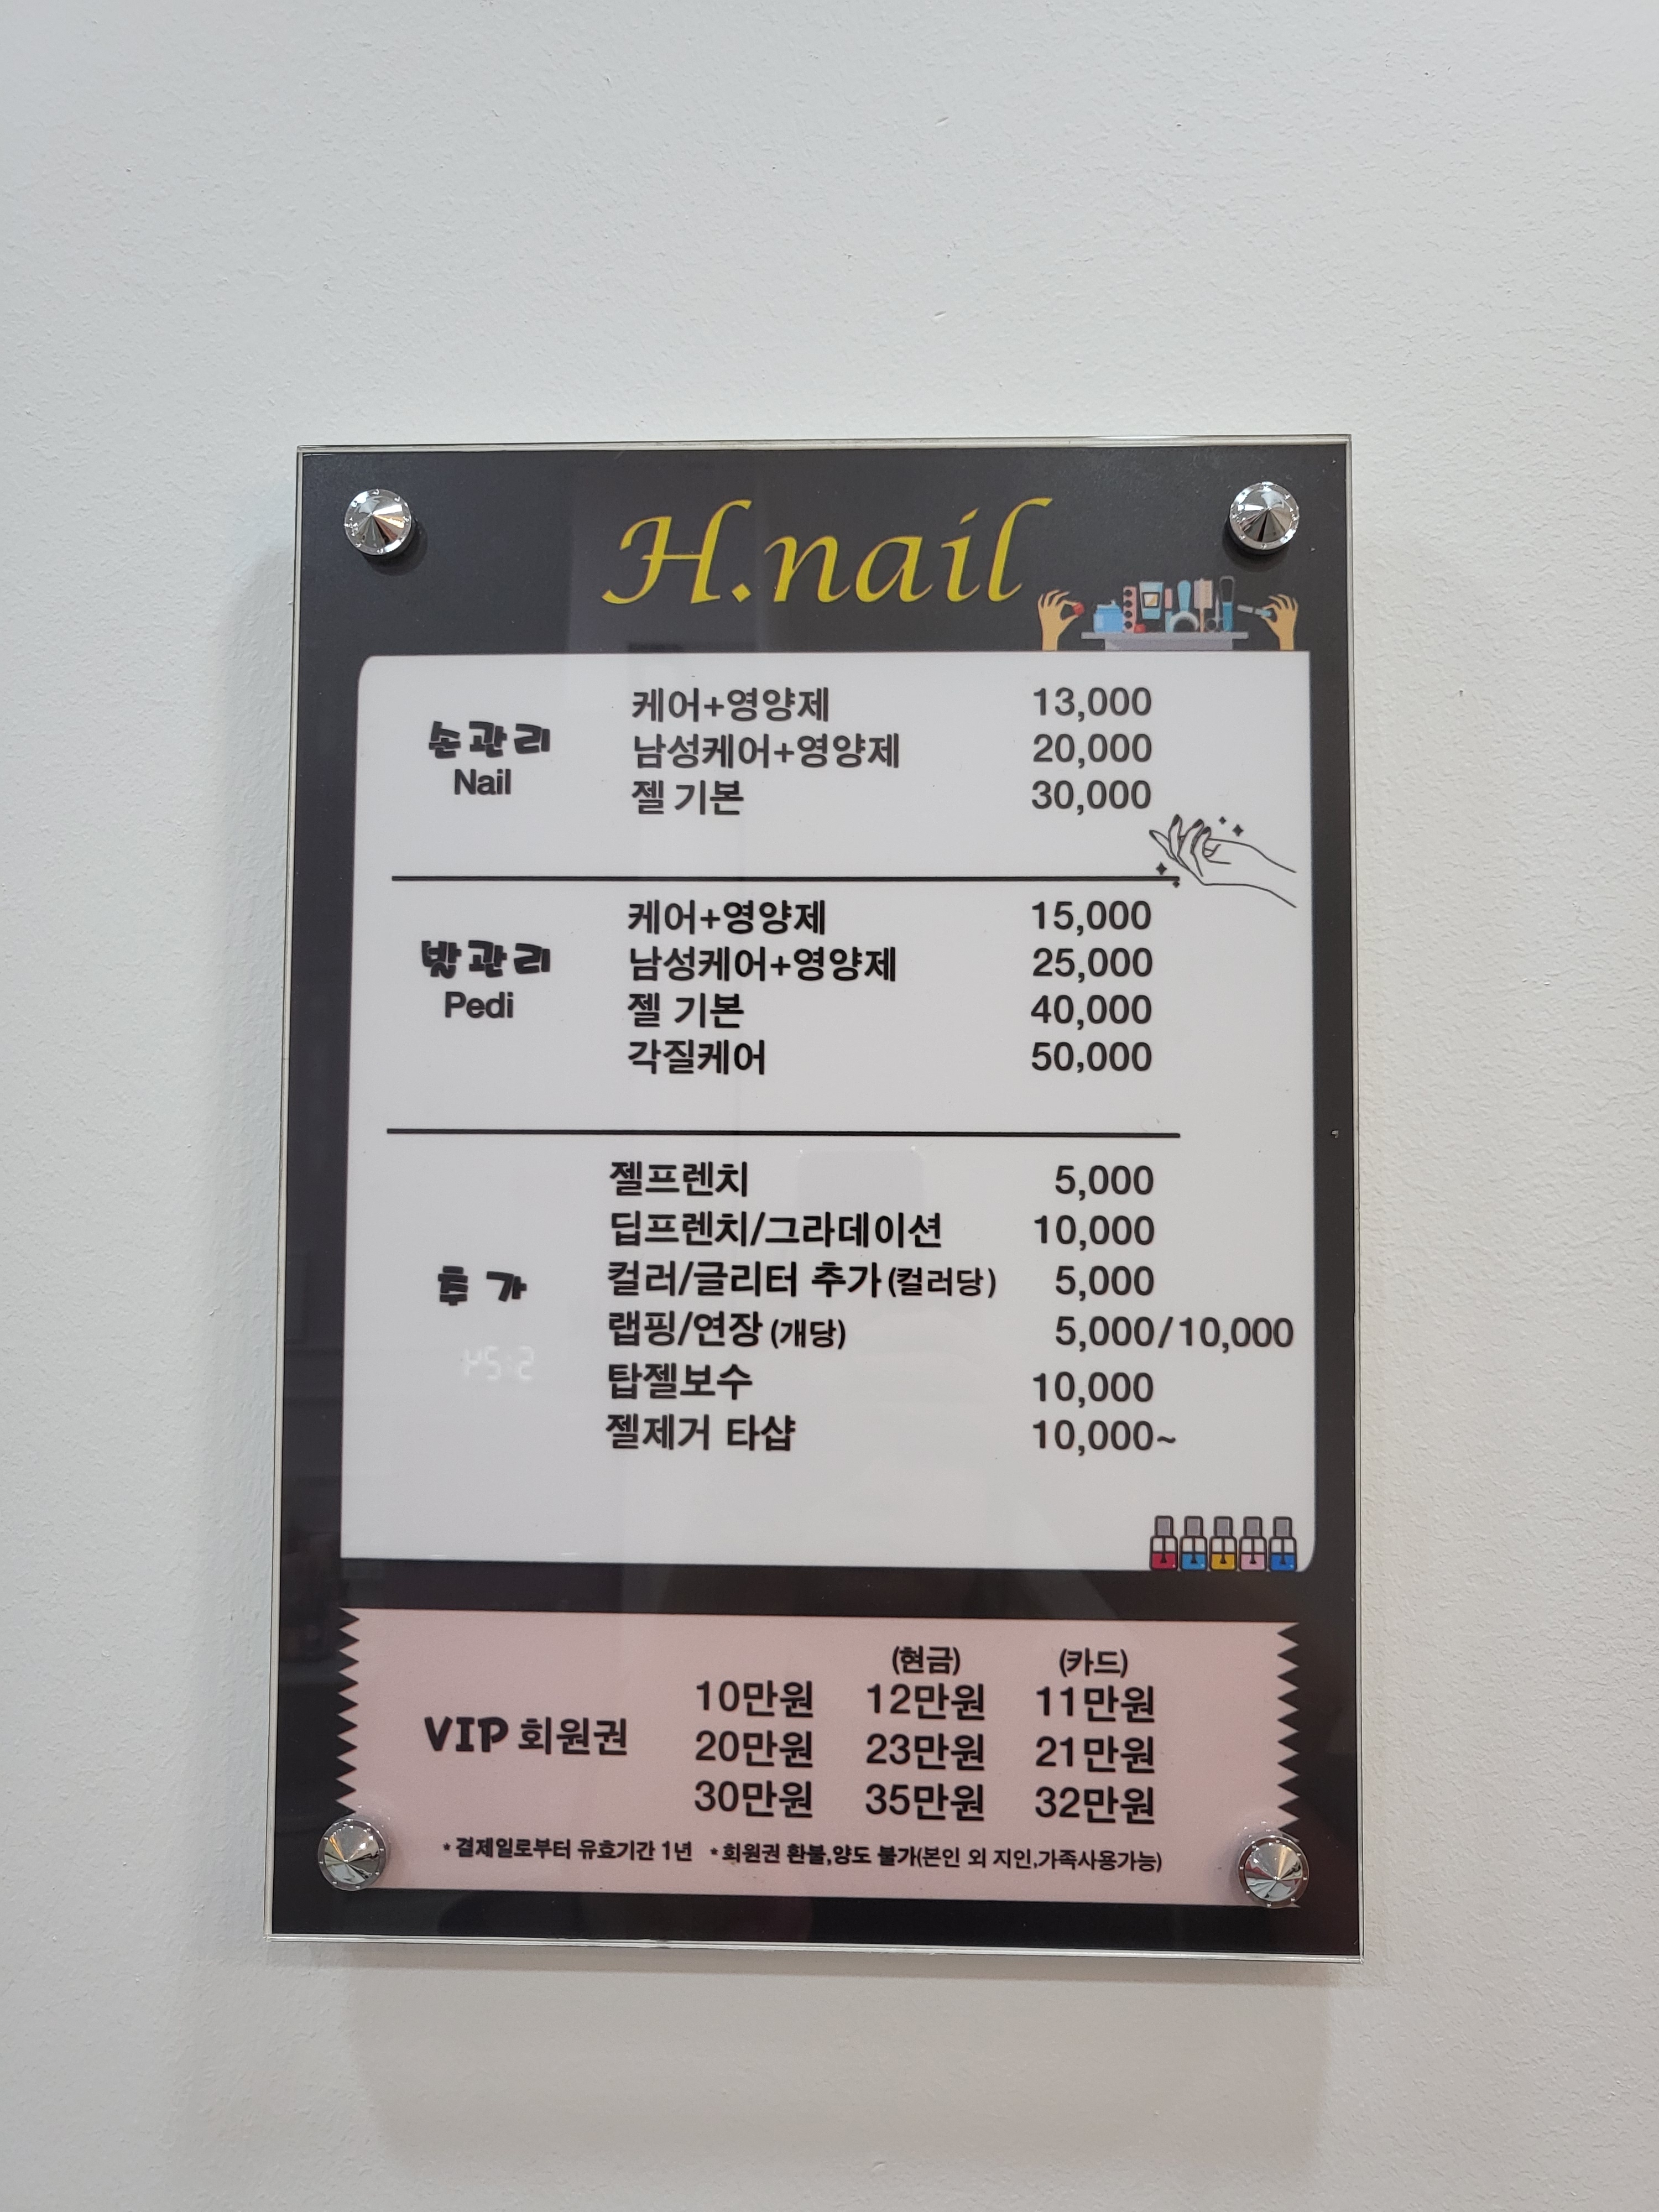 H.nail
손관리
Nail
케어+영양제 13,000
남성케어+영양제 20,000
젤 기본 30,000
발관리
Pedi
케어+영양제 15,000
남성케어+영양제 25,000
젤 기본 40,000
각질케어 50,000
추가
젤프렌치 5,000
딥프렌치/그라데이션 10,000
컬러/글리터 추가(컬러당) 5,000
랩핑/연장(개당) 5,000/10,000
탑젤보수 10,000
젤제거 타샵 10,000~
VIP 회원권
(현금) (카드)
10만원 12만원 11만원
20만원 23만원 21만원
30만원 35만원 32만원
*결제일로부터 유효기간 1년 *회원권 환불,양도 불가(본인 외 지인,가족사용가능)